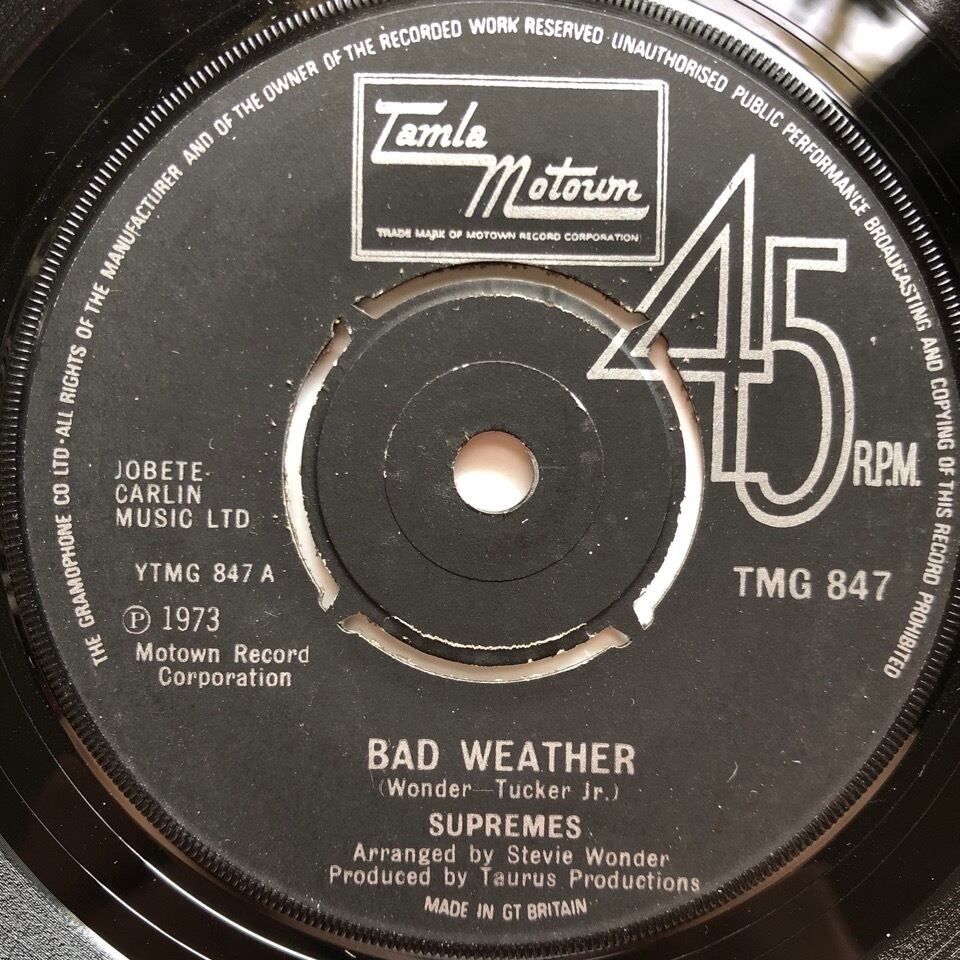 THE GRAMOPHONE CO LTD·ALL RIGHTS OF THE MANUFACTURER AND OF THE OWNER OF THE RECORDED WORK RESERVED·UNAUTHORISED PUBLIC PERFORMANCE BROADCASTING AND COPYING OF THIS RECORD PROHIBITED
Tamla
Motown
TRADE MARK OF MOTOWN RECORD CORPORATION
45
R.P.M.
JOBETE-
CARLIN
MUSIC LTD
YTMG 847 A
Ⓟ 1973
Motown Record
Corporation
TMG 847
BAD WEATHER
(Wonder—Tucker Jr.)
SUPREMES
Arranged by Stevie Wonder
Produced by Taurus Productions
MADE IN GT BRITAIN